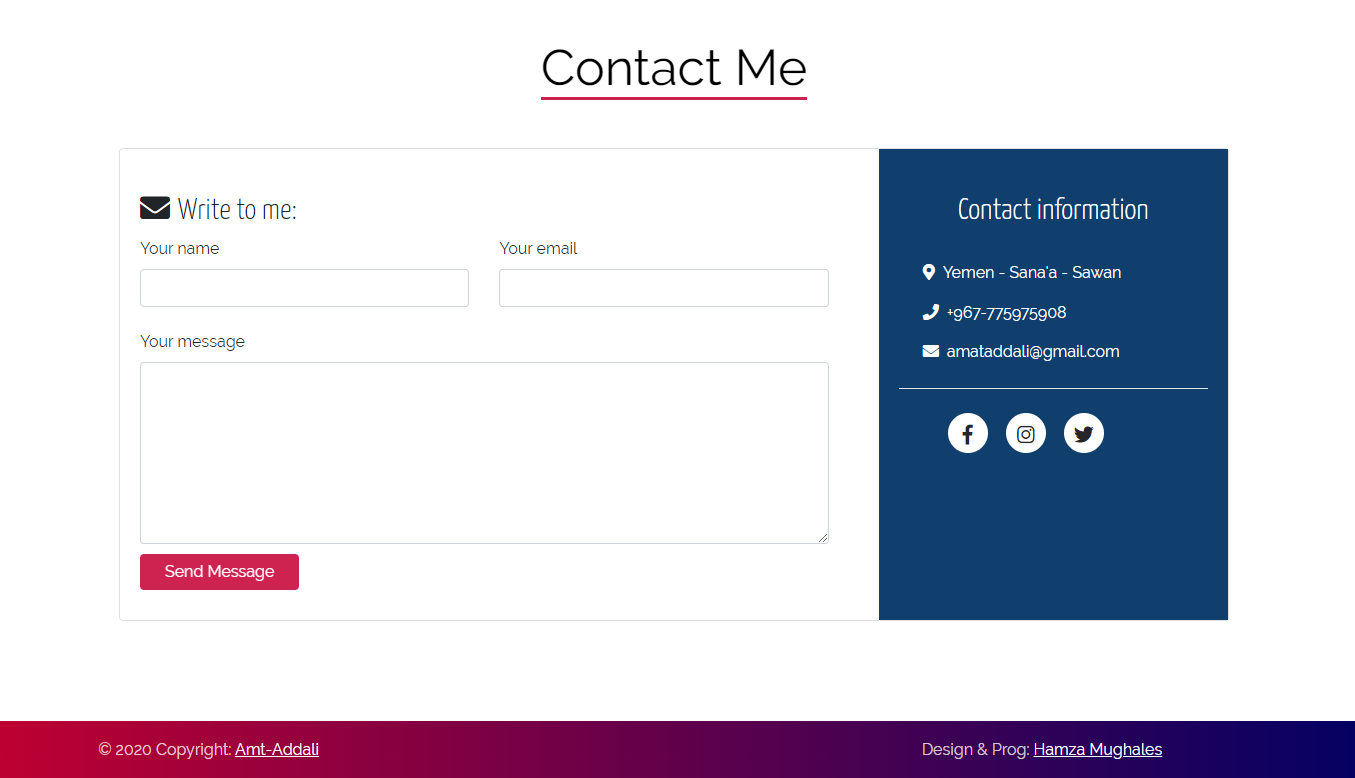 Contact Me
Write to me:
Your name
Your email
Your message
Send Message
Contact information
Yemen - Sana'a - Sawan
+967-775975908
amataddali@gmail.com
© 2020 Copyright: Amt-Addali
Design & Prog: Hamza Mughales